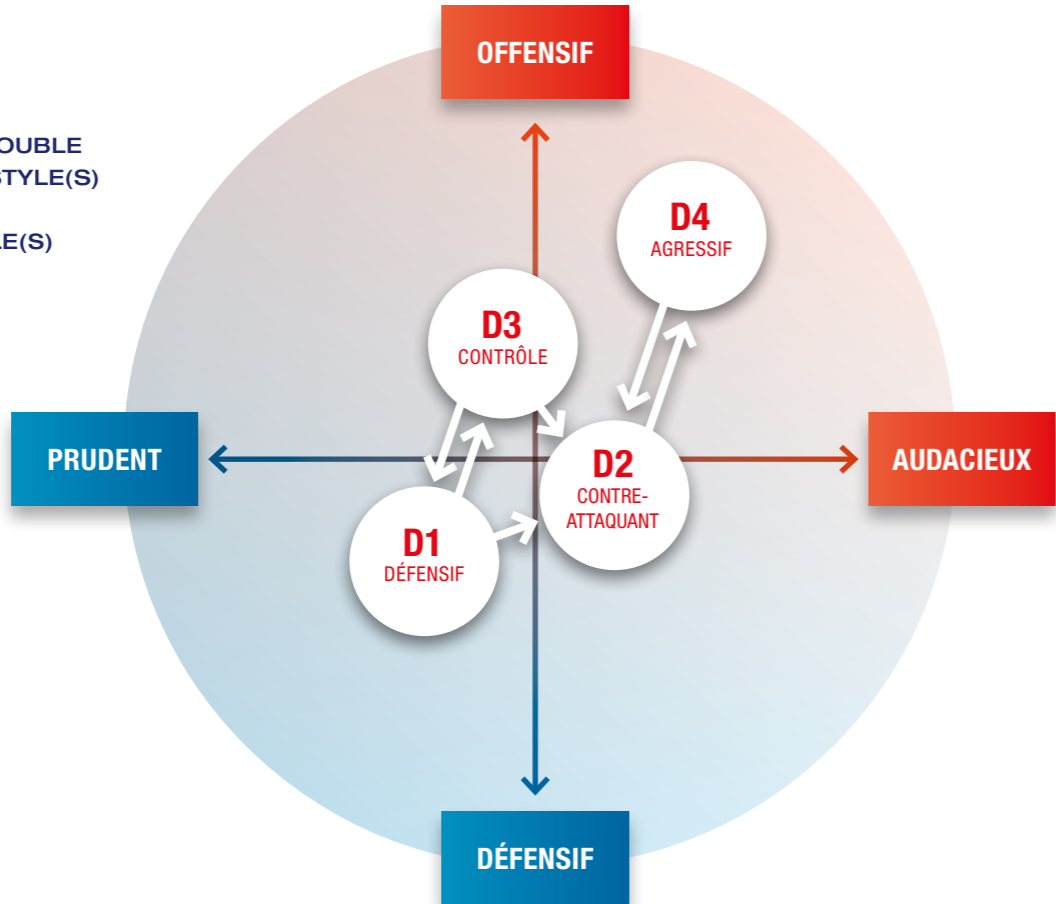 OFFENSIF
OUBLE
STYLE(S)
LE(S)
D4
AGRESSIF
D3
CONTRÔLE
PRUDENT
AUDACIEUX
D2
CONTRE-
ATTAQUANT
D1
DÉFENSIF
DÉFENSIF